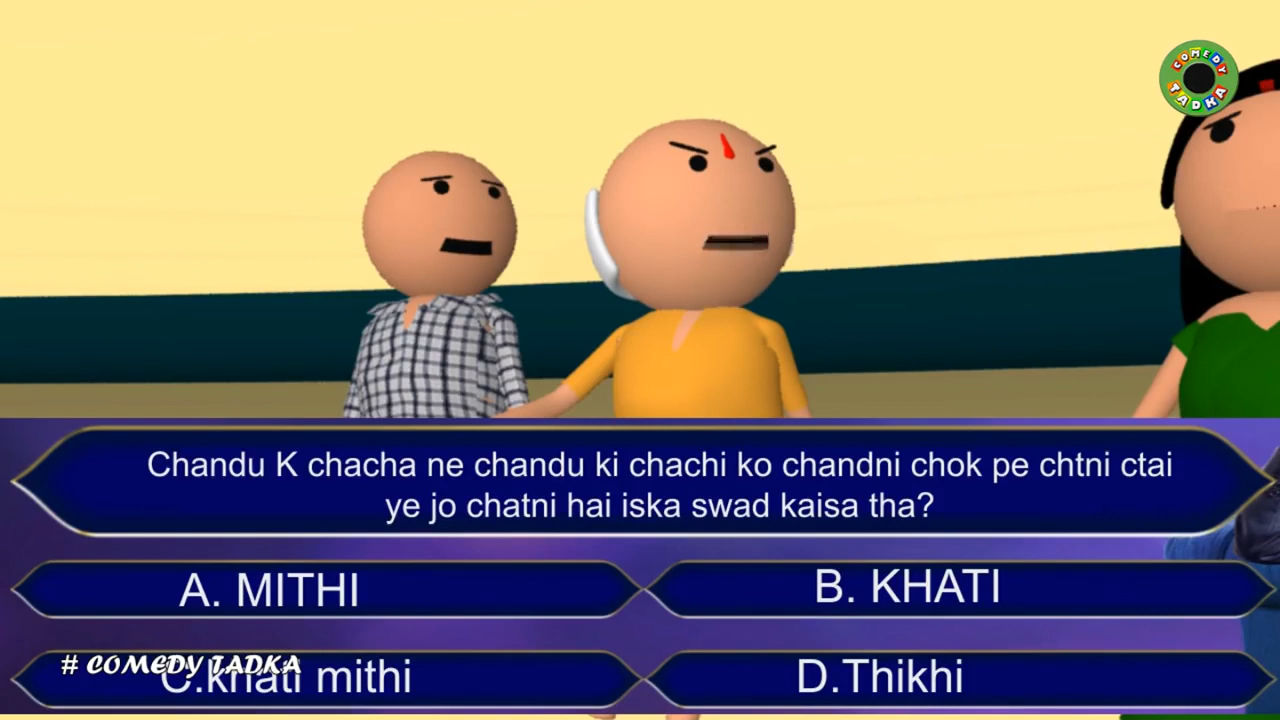 COMEDY TADKA
Chandu K chacha ne chandu ki chachi ko chandni chok pe chtni ctai
ye jo chatni hai iska swad kaisa tha?
A. MITHI
B. KHATI
# COMEDY TADKA
C.khati mithi
D.Thikhi